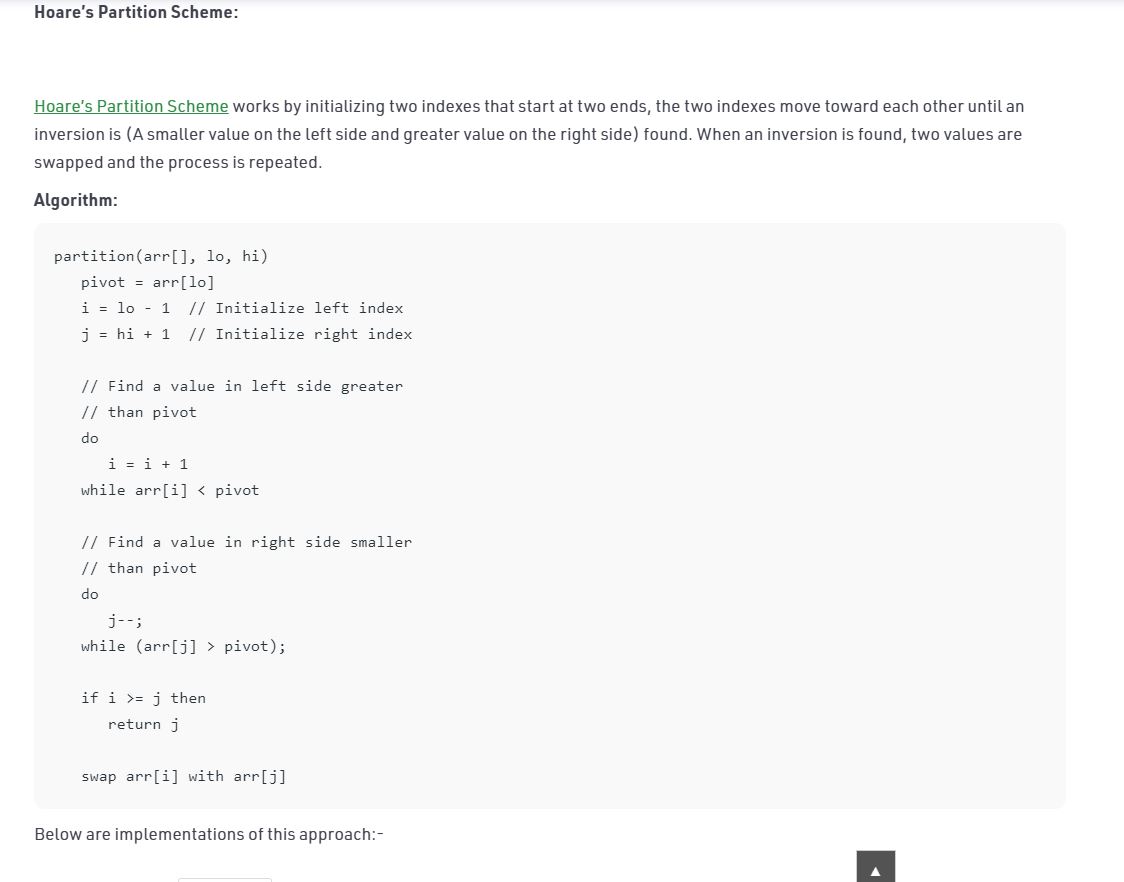 Hoare's Partition Scheme:
Hoare's Partition Scheme works by initializing two indexes that start at two ends, the two indexes move toward each other until an
inversion is (A smaller value on the left side and greater value on the right side) found. When an inversion is found, two values are
swapped and the process is repeated.
Algorithm:
partition(arr[], lo, hi)
   pivot = arr[lo]
   i = lo - 1  // Initialize left index
   j = hi + 1  // Initialize right index
   // Find a value in left side greater
   // than pivot
   do
      i = i + 1
   while arr[i] < pivot
   // Find a value in right side smaller
   // than pivot
   do
      j--;
   while (arr[j] > pivot);
   if i >= j then
      return j
   swap arr[i] with arr[j]
Below are implementations of this approach:-